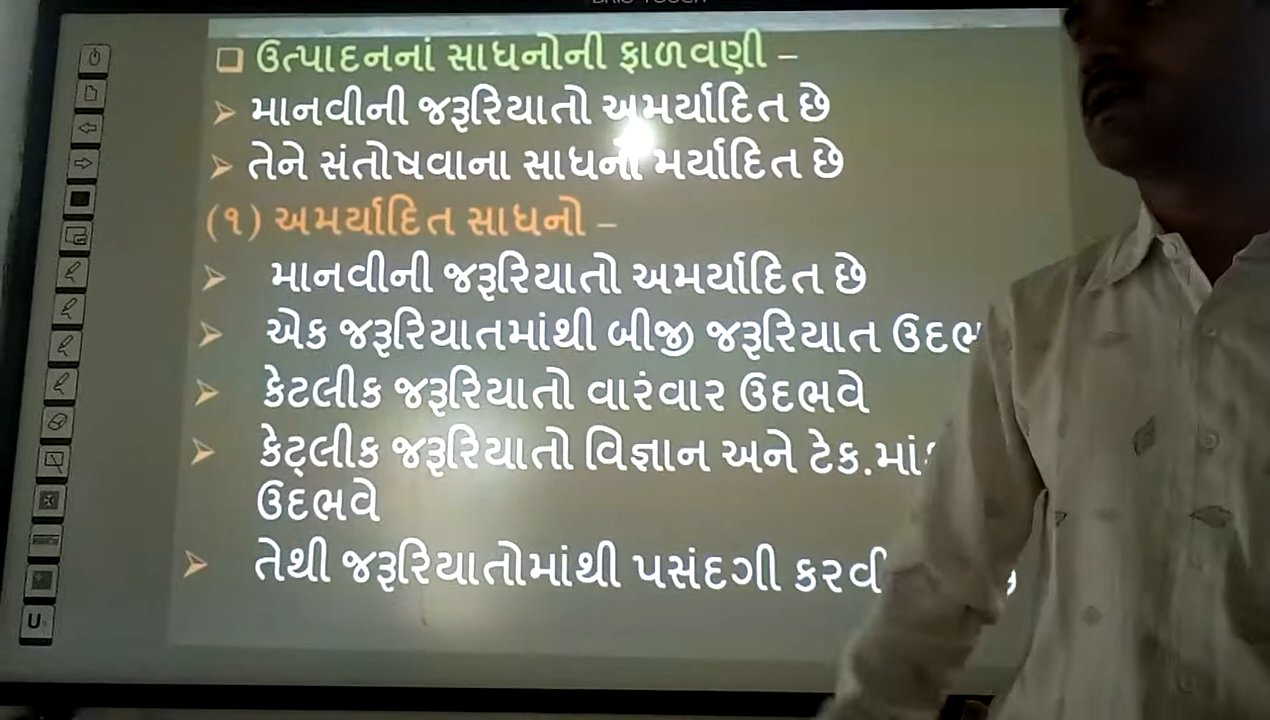 ઉત્પાદનનાં સાધનોની ફાળવણી –
માનવીની જરૂરિયાતો અમર્યાદિત છે
તેને સંતોષવાના સાધનો મર્યાદિત છે
(૧) અમર્યાદિત સાધનો –
માનવીની જરૂરિયાતો અમર્યાદિત છે
એક જરૂરિયાતમાંથી બીજી જરૂરિયાત
કેટલીક જરૂરિયાતો વારંવાર ઉદભવે
કેટ્લીક જરૂરિયાતો વિજ્ઞાન અને ટેક.
ઉદભવે
તેથી જરૂરિયાતોમાંથી પસંદગી